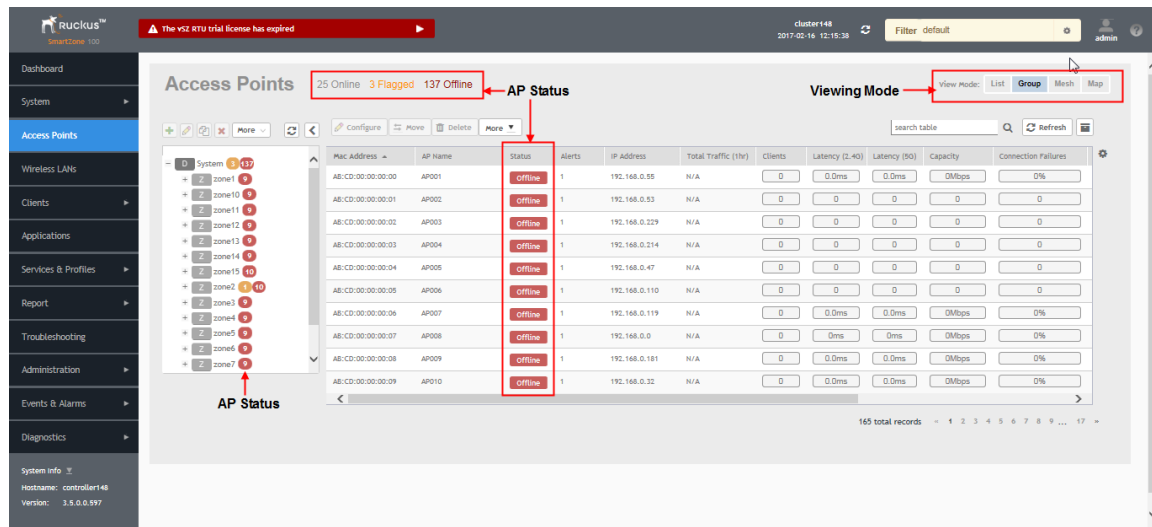 Ruckus™
SmartZone 100
The vSZ RTU trial license has expired
cluster148
2017-02-16 12:15:38
Filter default
admin
Dashboard
System
Access Points
Wireless LANs
Clients
Applications
Services & Profiles
Report
Troubleshooting
Administration
Events & Alarms
Diagnostics
System Info
Hostname: controller148
Version: 3.5.0.0.597
Access Points
25 Online 3 Flagged 137 Offline
AP Status
Viewing Mode
View Mode: List Group Mesh Map
More
Configure Move Delete More
search table
Refresh
D System 3 137
Z zone1 9
Z zone10 9
Z zone11 9
Z zone12 9
Z zone13 9
Z zone14 9
Z zone15 10
Z zone2 1 10
Z zone3 9
Z zone4 9
Z zone5 9
Z zone6 9
Z zone7 9
AP Status
Mac Address AP Name Status Alerts IP Address Total Traffic (1hr) Clients Latency (2.4G) Latency (5G) Capacity Connection Failures
AB:CD:00:00:00:00 AP001 Offline 1 192.168.0.55 N/A 0 0.0ms 0.0ms 0Mbps 0%
AB:CD:00:00:00:01 AP002 Offline 1 192.168.0.53 N/A 0 0 0 0 0
AB:CD:00:00:00:02 AP003 Offline 1 192.168.0.229 N/A 0 0 0 0 0
AB:CD:00:00:00:03 AP004 Offline 1 192.168.0.214 N/A 0 0 0 0 0
AB:CD:00:00:00:04 AP005 Offline 1 192.168.0.47 N/A 0 0 0 0 0
AB:CD:00:00:00:05 AP006 Offline 1 192.168.0.110 N/A 0 0 0 0 0
AB:CD:00:00:00:06 AP007 Offline 1 192.168.0.119 N/A 0 0.0ms 0.0ms 0Mbps 0%
AB:CD:00:00:00:07 AP008 Offline 1 192.168.0.0 N/A 0 0ms 0ms 0Mbps 0%
AB:CD:00:00:00:08 AP009 Offline 1 192.168.0.181 N/A 0 0.0ms 0.0ms 0Mbps 0%
AB:CD:00:00:00:09 AP010 Offline 1 192.168.0.32 N/A 0 0.0ms 0.0ms 0Mbps 0%
165 total records « 1 2 3 4 5 6 7 8 9 ... 17 »